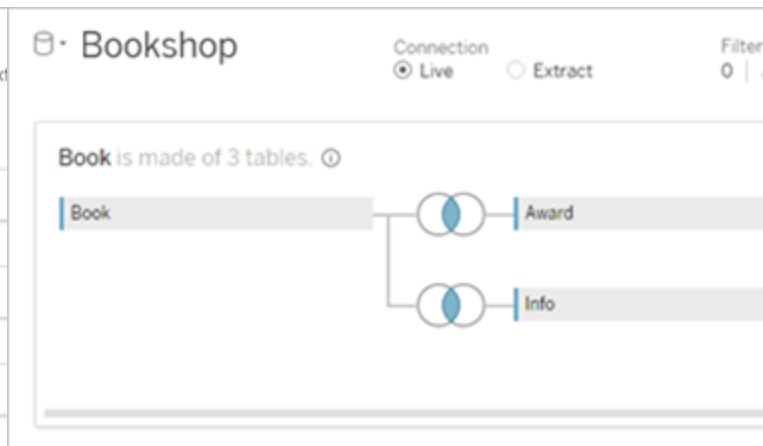 Bookshop
Connection
Live
Extract
Filter
0
Book is made of 3 tables.
Book
Award
Info